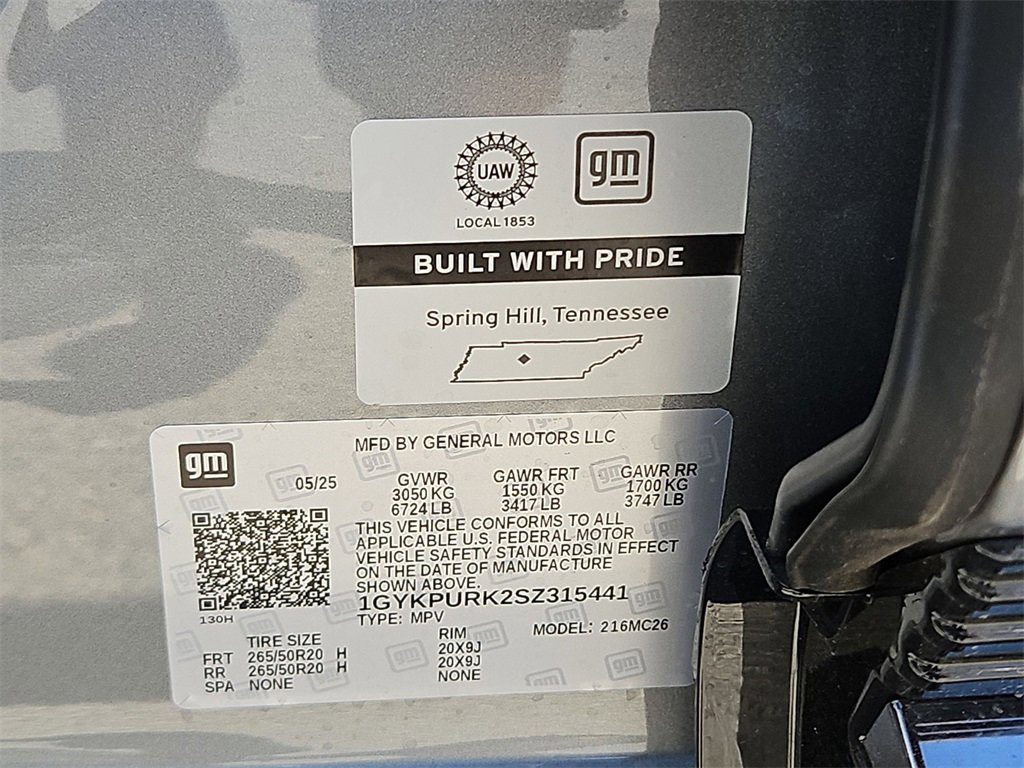 UAW
gm
LOCAL 1853
BUILT WITH PRIDE
Spring Hill, Tennessee
gm
MFD BY GENERAL MOTORS LLC
05/25
GVWR GAWR FRT GAWR RR
3050 KG 1550 KG 1700 KG
6724 LB 3417 LB 3747 LB
THIS VEHICLE CONFORMS TO ALL
APPLICABLE U.S. FEDERAL MOTOR
VEHICLE SAFETY STANDARDS IN EFFECT
ON THE DATE OF MANUFACTURE
SHOWN ABOVE.
1GYKPURK2SZ315441
130H
TYPE: MPV MODEL: 216MC26
TIRE SIZE RIM
FRT 265/50R20 H 20X9J
RR 265/50R20 H 20X9J
SPA NONE NONE